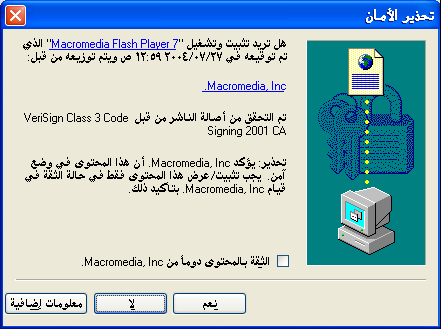 تحذير الأمان
هل تريد تثبيت وتشغيل "Macromedia Flash Player 7" الذي
تم توقيعه في ٢٠٠٤/٠٧/٢٧ ١٢:٥٩ ص ويتم توزيعه من قبل:
Macromedia, Inc.
تم التحقق من أصالة الناشر من قبل VeriSign Class 3 Code
Signing 2001 CA
تحذير: يؤكد Macromedia, Inc. أن هذا المحتوى في وضع
آمن. يجب تثبيت/عرض هذا المحتوى فقط في حالة الثقة في
قيام Macromedia, Inc. بتأكيد ذلك.
الثقة بالمحتوى دوماً من Macromedia, Inc.
نعم
لا
معلومات إضافية